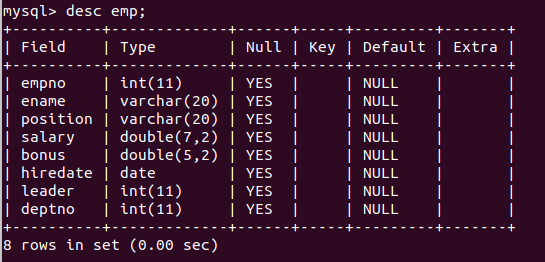 mysql> desc emp;
+----------+-------------+------+-----+---------+-------+
| Field    | Type        | Null | Key | Default | Extra |
+----------+-------------+------+-----+---------+-------+
| empno    | int(11)     | YES  |     | NULL    |       |
| ename    | varchar(20) | YES  |     | NULL    |       |
| position | varchar(20) | YES  |     | NULL    |       |
| salary   | double(7,2) | YES  |     | NULL    |       |
| bonus    | double(5,2) | YES  |     | NULL    |       |
| hiredate | date        | YES  |     | NULL    |       |
| leader   | int(11)     | YES  |     | NULL    |       |
| deptno   | int(11)     | YES  |     | NULL    |       |
+----------+-------------+------+-----+---------+-------+
8 rows in set (0.00 sec)